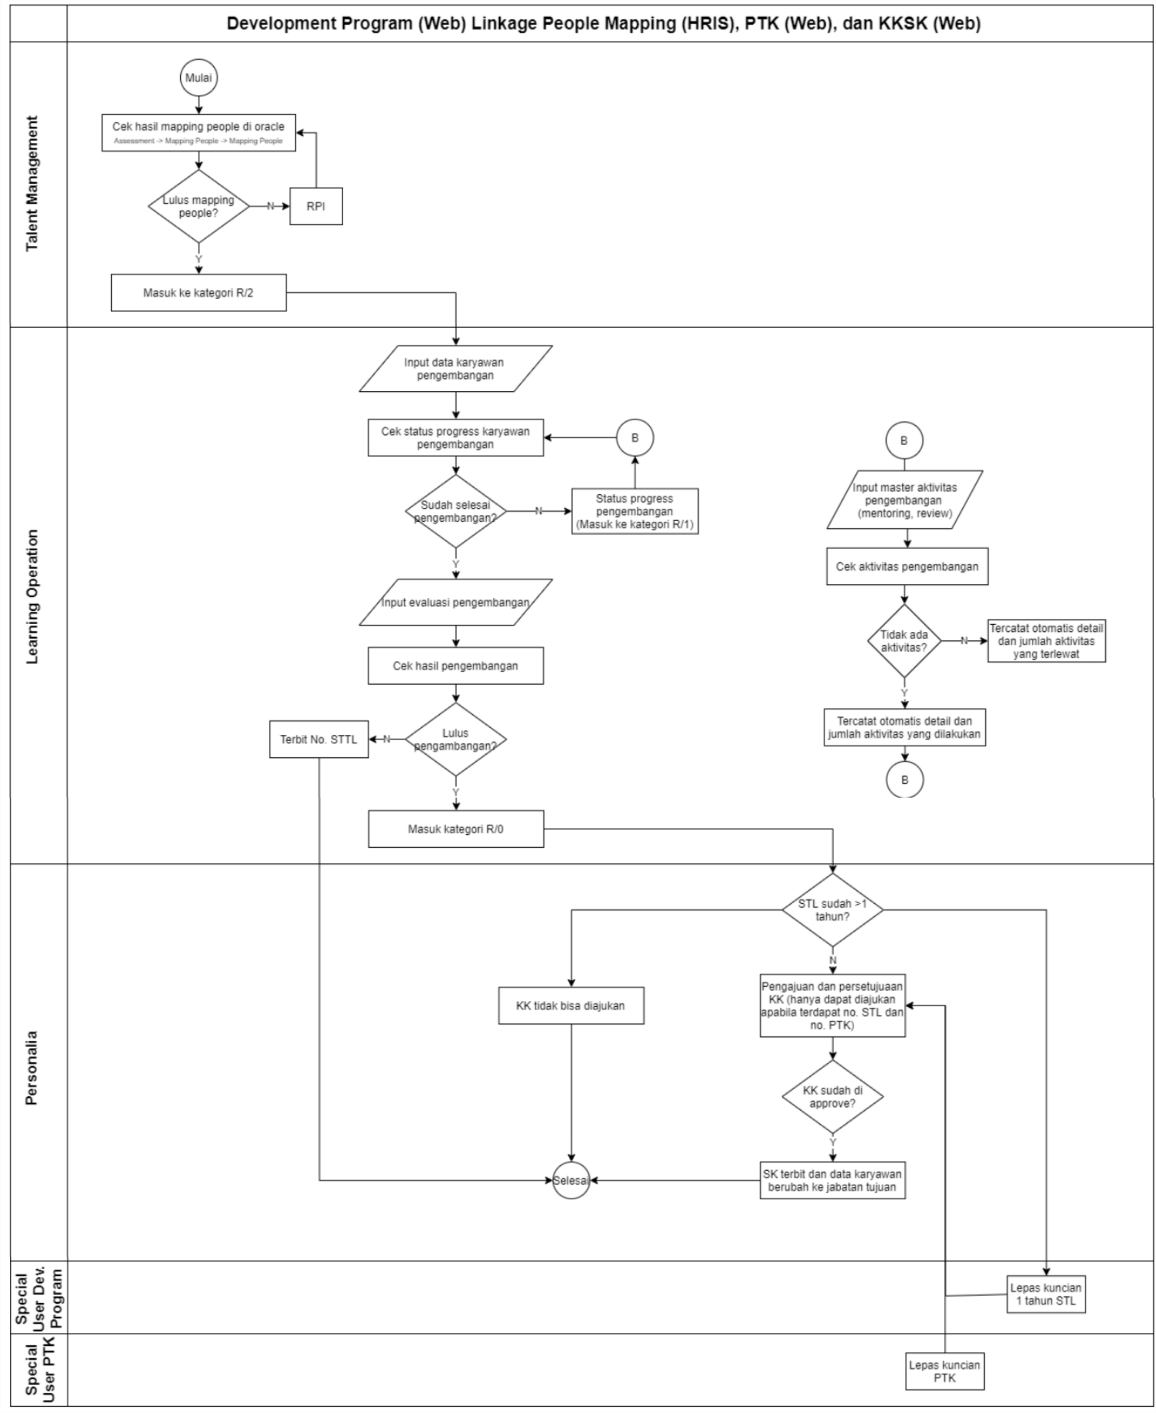 Development Program (Web) Linkage People Mapping (HRIS), PTK (Web), dan KKSK (Web)
Talent Management
Mulai
Cek hasil mapping people di oracle
Assessment -> Mapping People -> Mapping People
Lulus mapping
people?
N
RPI
Y
Masuk ke kategori R/2
Learning Operation
Input data karyawan
pengembangan
Cek status progress karyawan
pengembangan
B
Sudah selesai
pengembangan?
N
Status progress
pengembangan
(Masuk ke kategori R/1)
Y
Input evaluasi pengembangan
Cek hasil pengembangan
Lulus
pengambangan?
N
Terbit No. STTL
Y
Masuk kategori R/0
B
Input master aktivitas
pengembangan
(mentoring, review)
Cek aktivitas pengembangan
Tidak ada
aktivitas?
N
Tercatat otomatis detail
dan jumlah aktivitas
yang terlewat
Y
Tercatat otomatis detail dan
jumlah aktivitas yang dilakukan
B
Personalia
STL sudah >1
tahun?
N
KK tidak bisa diajukan
Pengajuan dan persetujuaan
KK (hanya dapat diajukan
apabila terdapat no. STL dan
no. PTK)
KK sudah di
approve?
Y
SK terbit dan data karyawan
berubah ke jabatan tujuan
Selesai
Special
User Dev.
Program
Lepas kuncian
1 tahun STL
Special
User PTK
Lepas kuncian
PTK